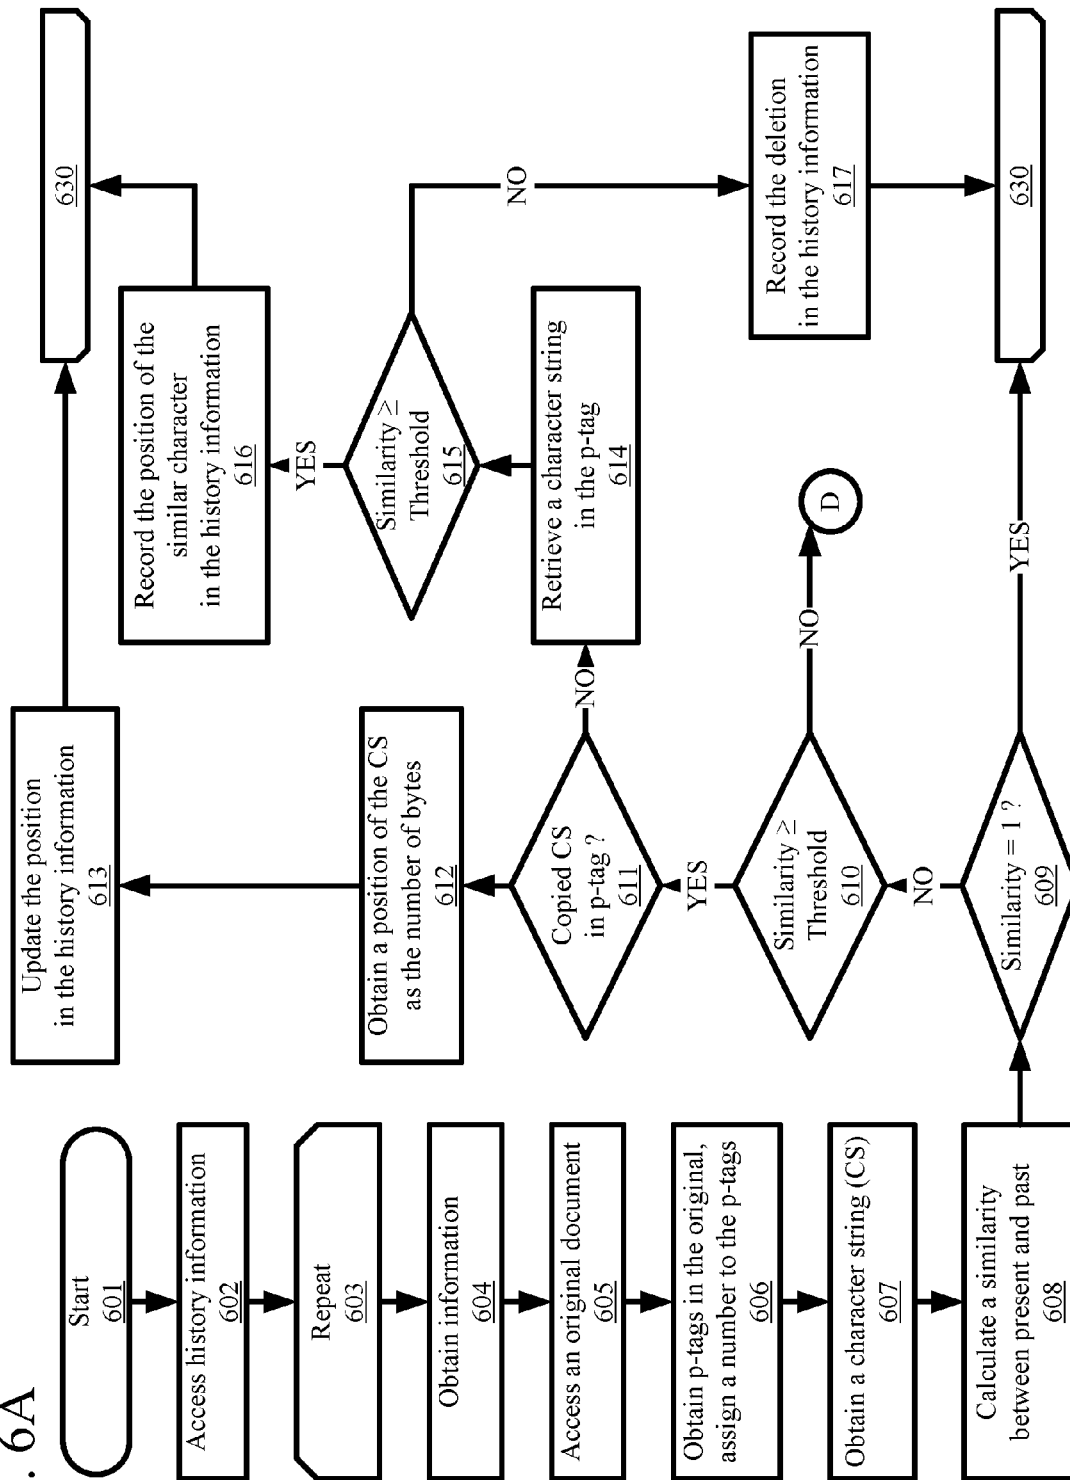 . 6A
Start
601
Access history information
602
Repeat
603
Obtain information
604
Access an original document
605
Obtain p-tags in the original,
assign a number to the p-tags
606
Obtain a character string (CS)
607
Calculate a similarity
between present and past
608
Similarity = 1 ?
609
NO
YES
Similarity ≥
Threshold
610
YES
NO
D
Copied CS
in p-tag ?
611
NO
Obtain a position of the CS
as the number of bytes
612
Update the position
in the history information
613
Retrieve a character string
in the p-tag
614
Similarity ≥
Threshold
615
YES
NO
Record the position of the
similar character
in the history information
616
Record the deletion
in the history information
617
630
630